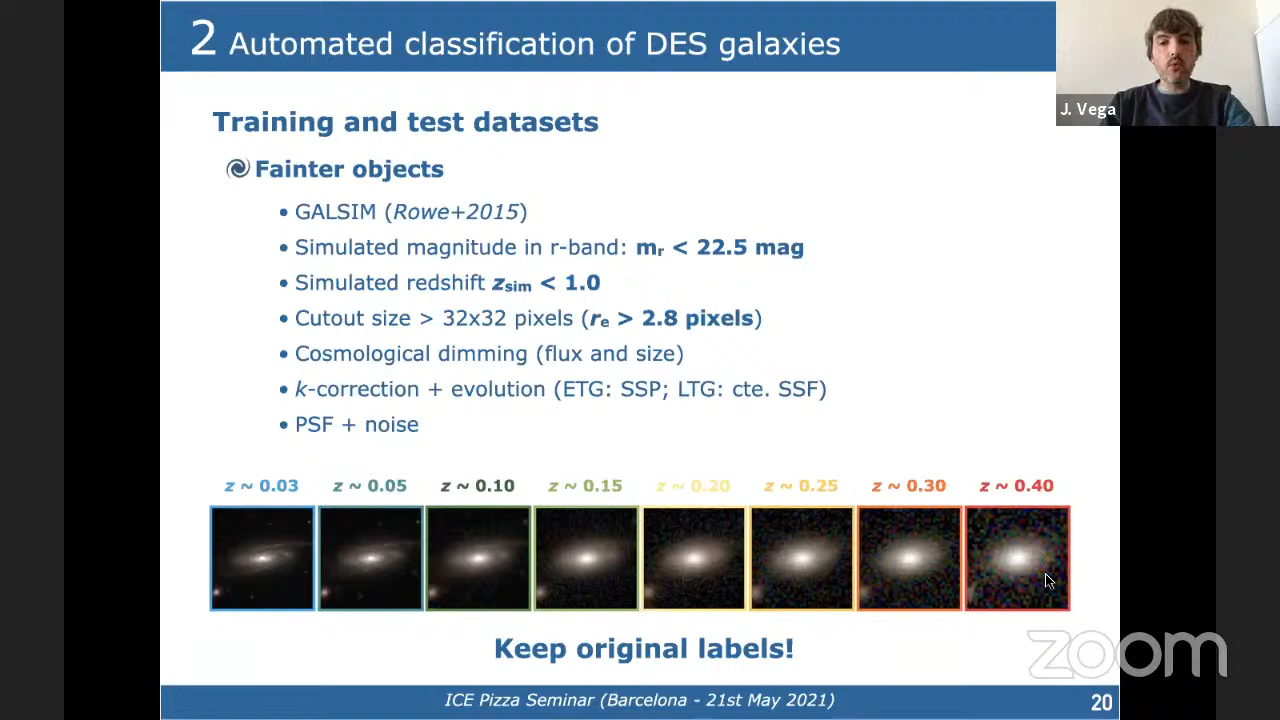 2 Automated classification of DES galaxies
J. Vega
Training and test datasets
Fainter objects
• GALSIM (Rowe+2015)
• Simulated magnitude in r-band: mr < 22.5 mag
• Simulated redshift zsim < 1.0
• Cutout size > 32x32 pixels (re > 2.8 pixels)
• Cosmological dimming (flux and size)
• k-correction + evolution (ETG: SSP; LTG: cte. SSF)
• PSF + noise
z ~ 0.03 z ~ 0.05 z ~ 0.10 z ~ 0.15 z ~ 0.20 z ~ 0.25 z ~ 0.30 z ~ 0.40
Keep original labels!
zoom
ICE Pizza Seminar (Barcelona - 21st May 2021)
20